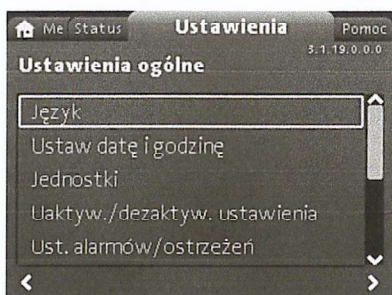 Me Status Ustawienia Pomoc
3.1.19.0.0.0
Ustawienia ogólne
Język
Ustaw datę i godzinę
Jednostki
Uaktyw./dezaktyw. ustawienia
Ust. alarmów/ostrzeżeń